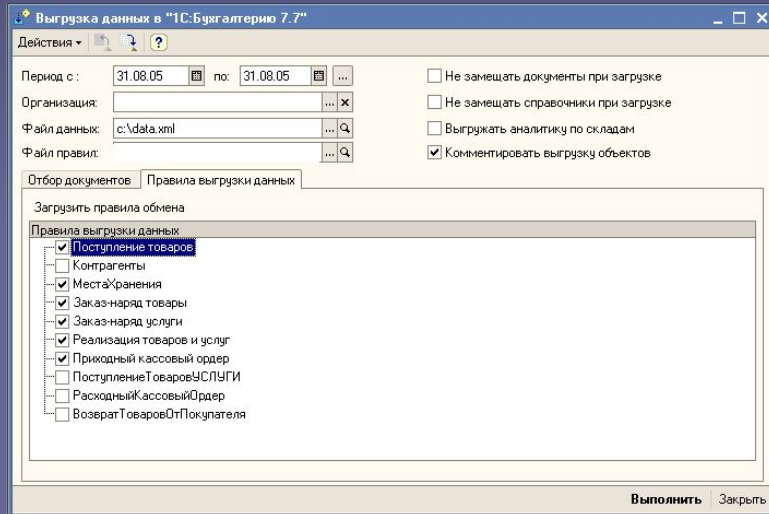 Выгрузка данных в "1С:Бухгалтерию 7.7"
Действия
Период с : 31.08.05 по: 31.08.05 ... Не замещать документы при загрузке
Организация: ... x Не замещать справочники при загрузке
Файл данных: c:\data.xml ... Выгружать аналитику по складам
Файл правил: ... Комментировать выгрузку объектов
Отбор документов Правила выгрузки данных
Загрузить правила обмена
Правила выгрузки данных
Поступление товаров
Контрагенты
МестаХранения
Заказ-наряд товары
Заказ-наряд услуги
Реализация товаров и услуг
Приходный кассовый ордер
ПоступлениеТоваровУСЛУГИ
РасходныйКассовыйОрдер
ВозвратТоваровОтПокупателя
Выполнить Закрыть